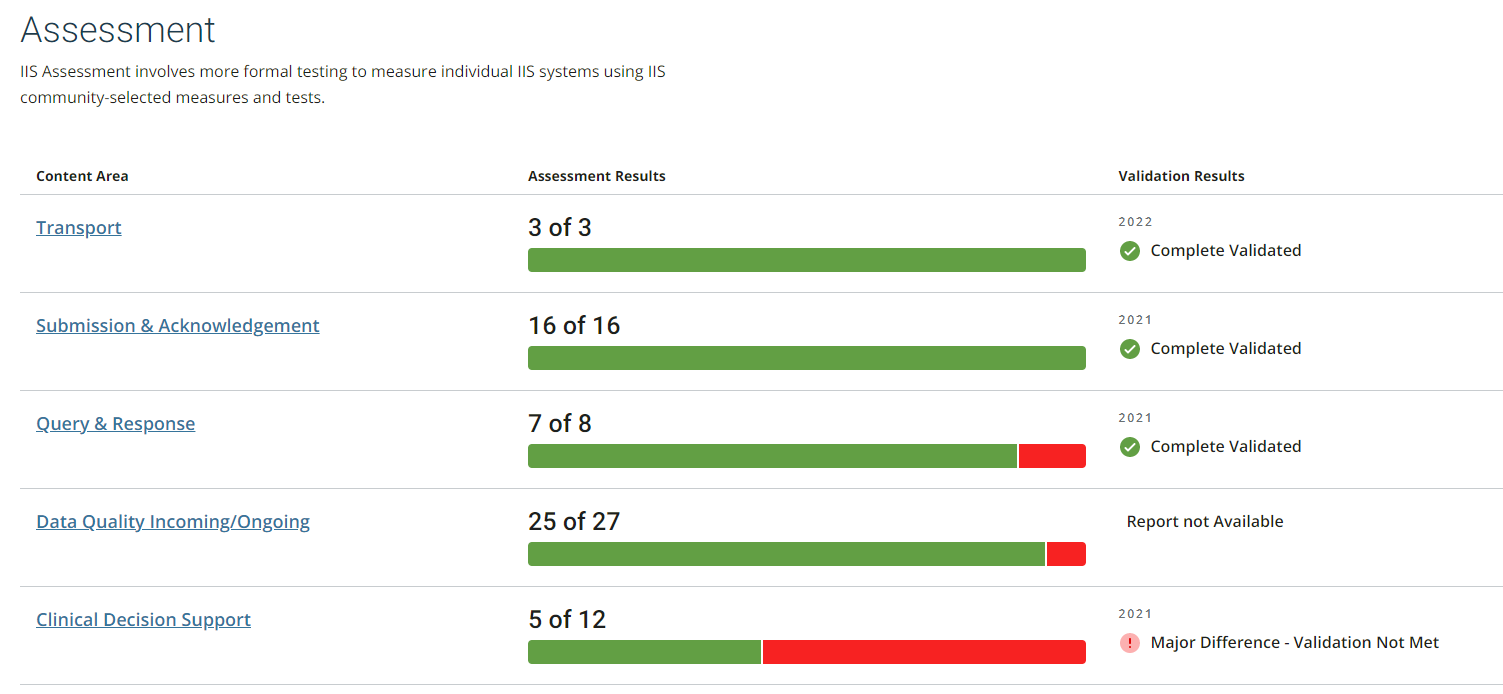 Assessment
IIS Assessment involves more formal testing to measure individual IIS systems using IIS
community-selected measures and tests.
Content Area Assessment Results Validation Results
Transport 3 of 3 2022
Complete Validated
Submission & Acknowledgement 16 of 16 2021
Complete Validated
Query & Response 7 of 8 2021
Complete Validated
Data Quality Incoming/Ongoing 25 of 27 Report not Available
Clinical Decision Support 5 of 12 2021
Major Difference - Validation Not Met